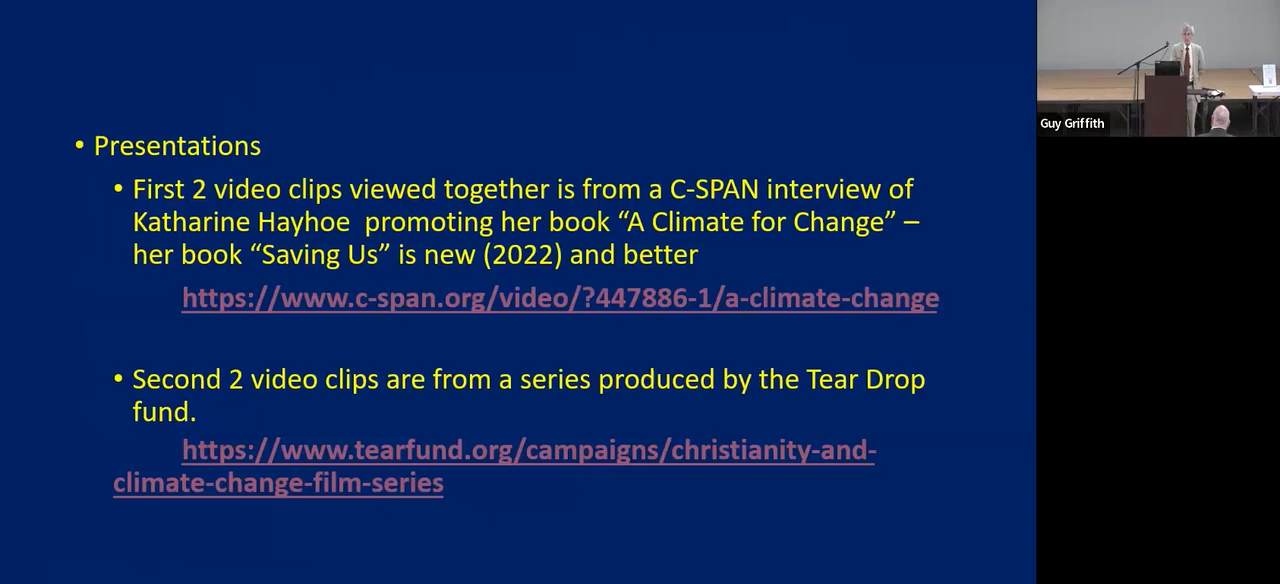 • Presentations
• First 2 video clips viewed together is from a C-SPAN interview of
Katharine Hayhoe  promoting her book “A Climate for Change” –
her book “Saving Us” is new (2022) and better
https://www.c-span.org/video/?447886-1/a-climate-change
• Second 2 video clips are from a series produced by the Tear Drop
fund.
https://www.tearfund.org/campaigns/christianity-and-
climate-change-film-series
Guy Griffith